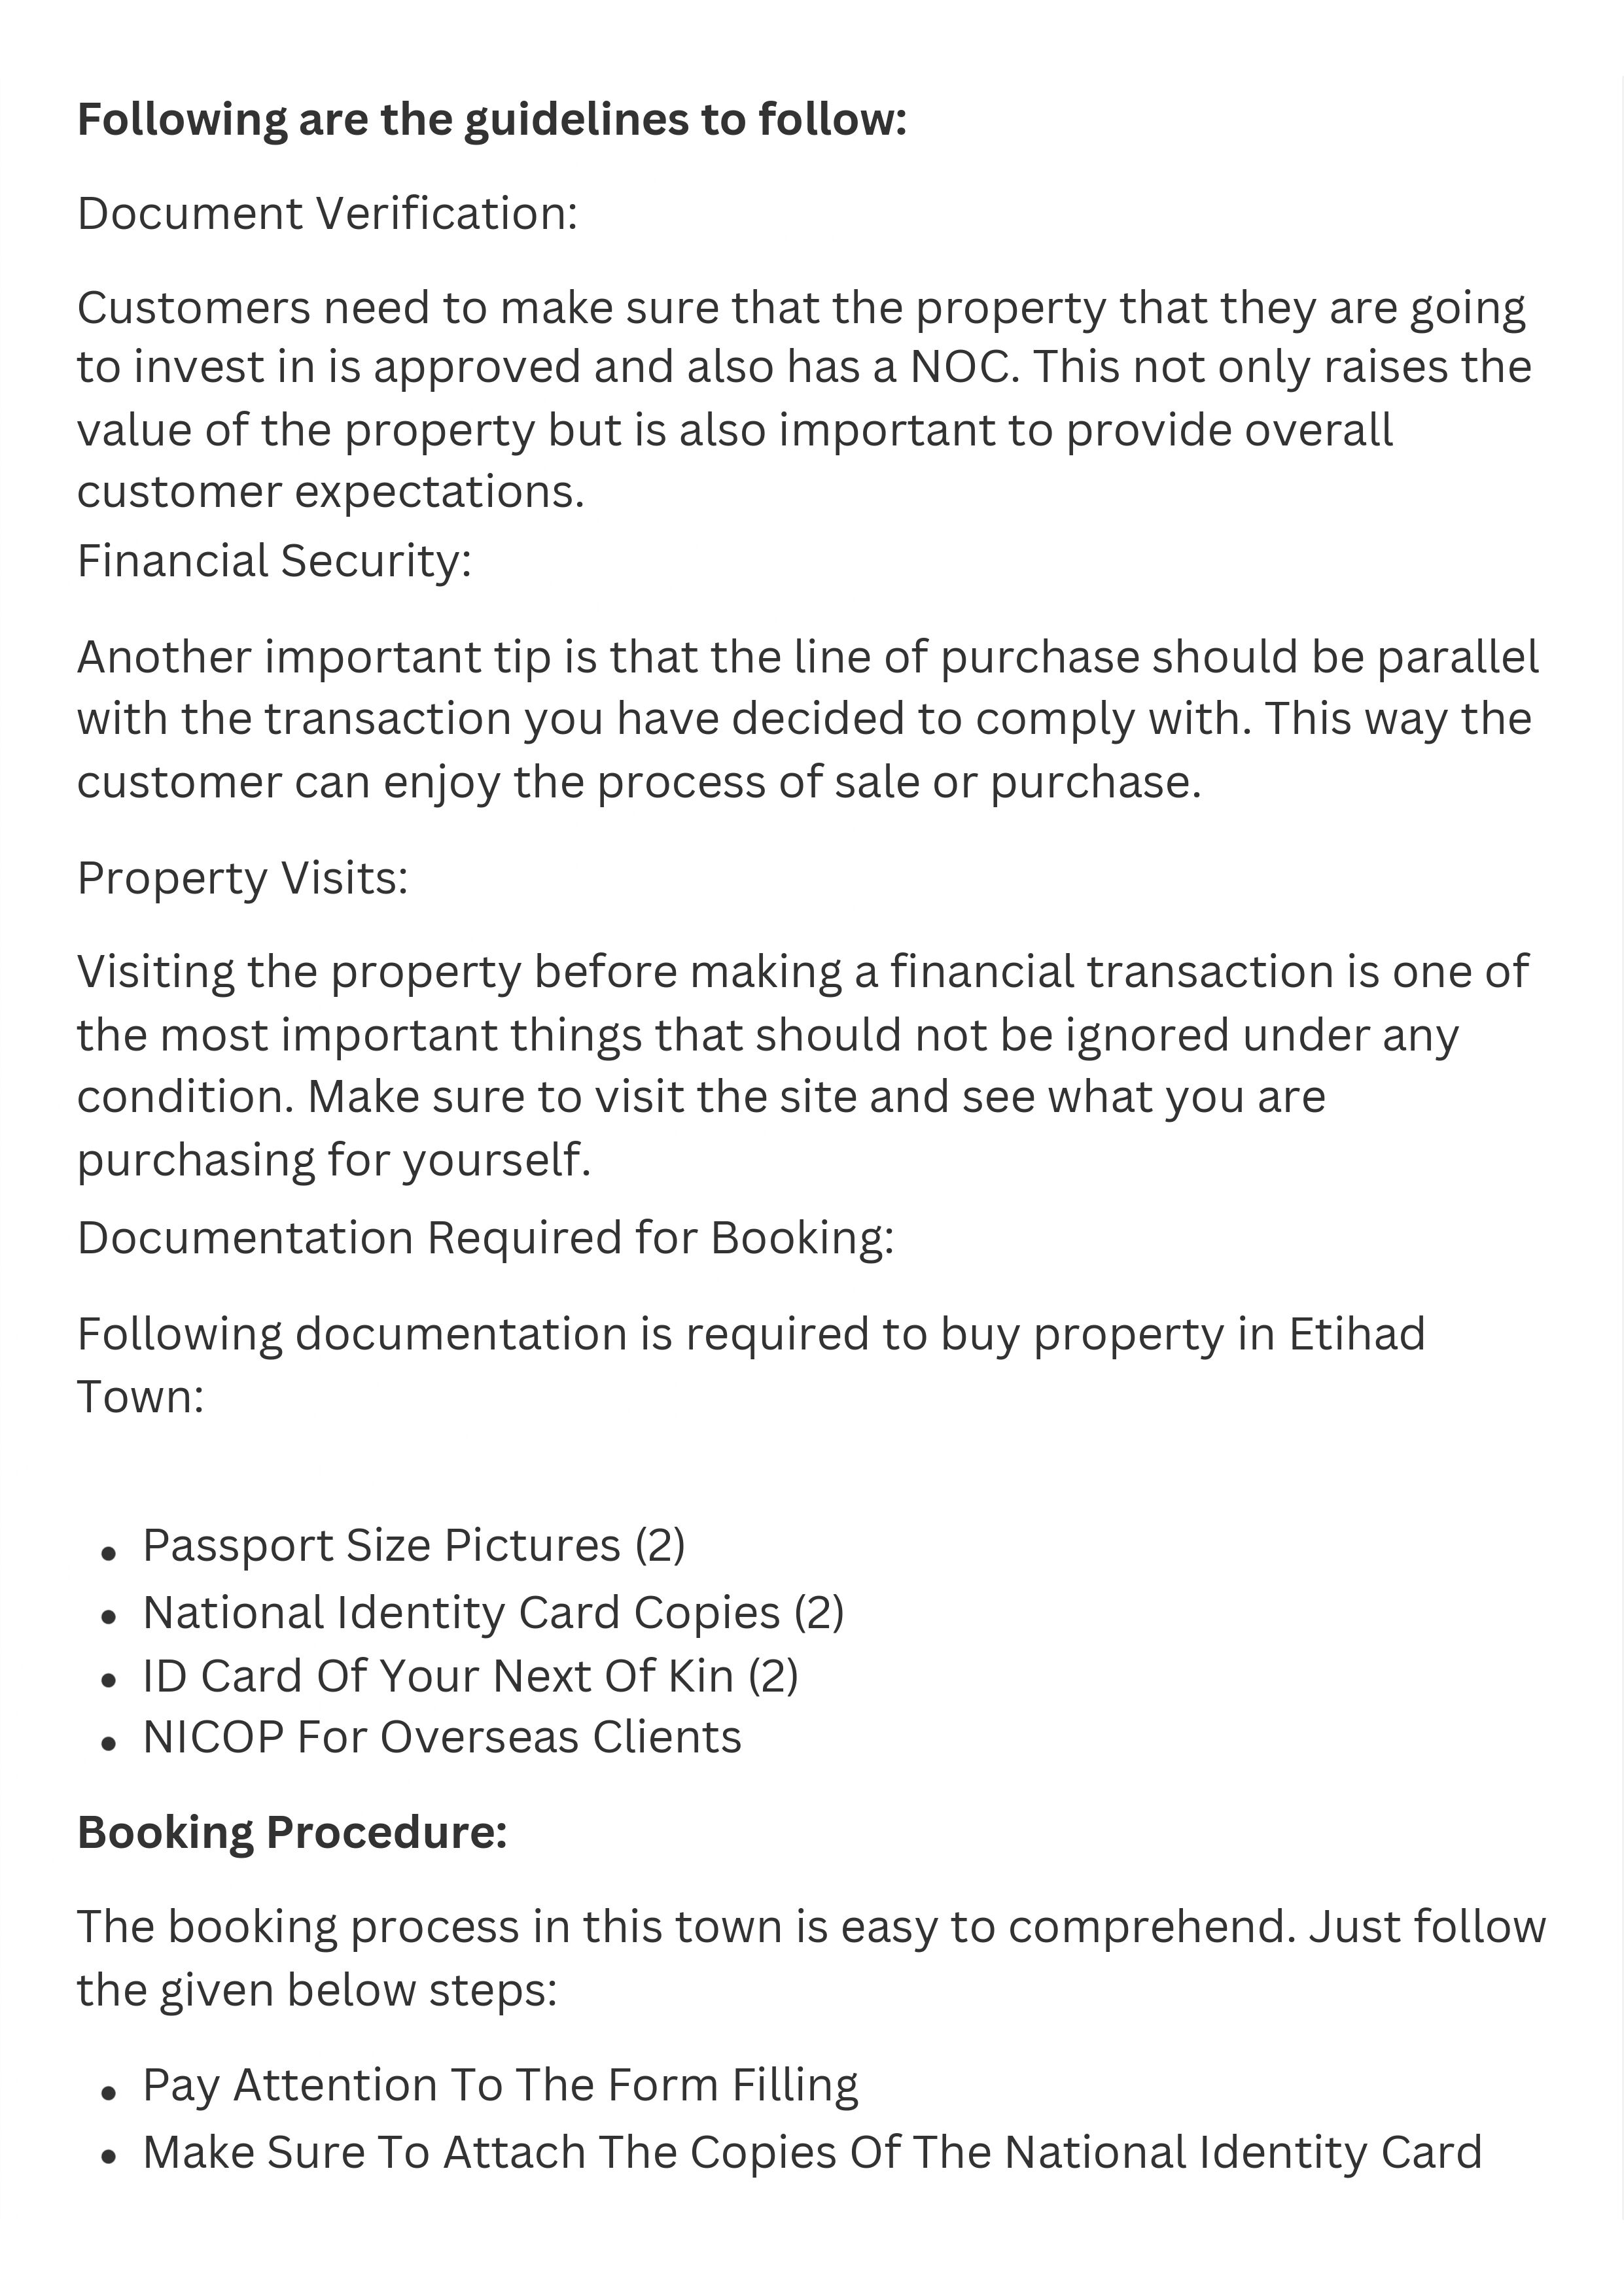 Following are the guidelines to follow:
Document Verification:
Customers need to make sure that the property that they are going
to invest in is approved and also has a NOC. This not only raises the
value of the property but is also important to provide overall
customer expectations.
Financial Security:
Another important tip is that the line of purchase should be parallel
with the transaction you have decided to comply with. This way the
customer can enjoy the process of sale or purchase.
Property Visits:
Visiting the property before making a financial transaction is one of
the most important things that should not be ignored under any
condition. Make sure to visit the site and see what you are
purchasing for yourself.
Documentation Required for Booking:
Following documentation is required to buy property in Etihad
Town:
• Passport Size Pictures (2)
• National Identity Card Copies (2)
• ID Card Of Your Next Of Kin (2)
• NICOP For Overseas Clients
Booking Procedure:
The booking process in this town is easy to comprehend. Just follow
the given below steps:
• Pay Attention To The Form Filling
• Make Sure To Attach The Copies Of The National Identity Card